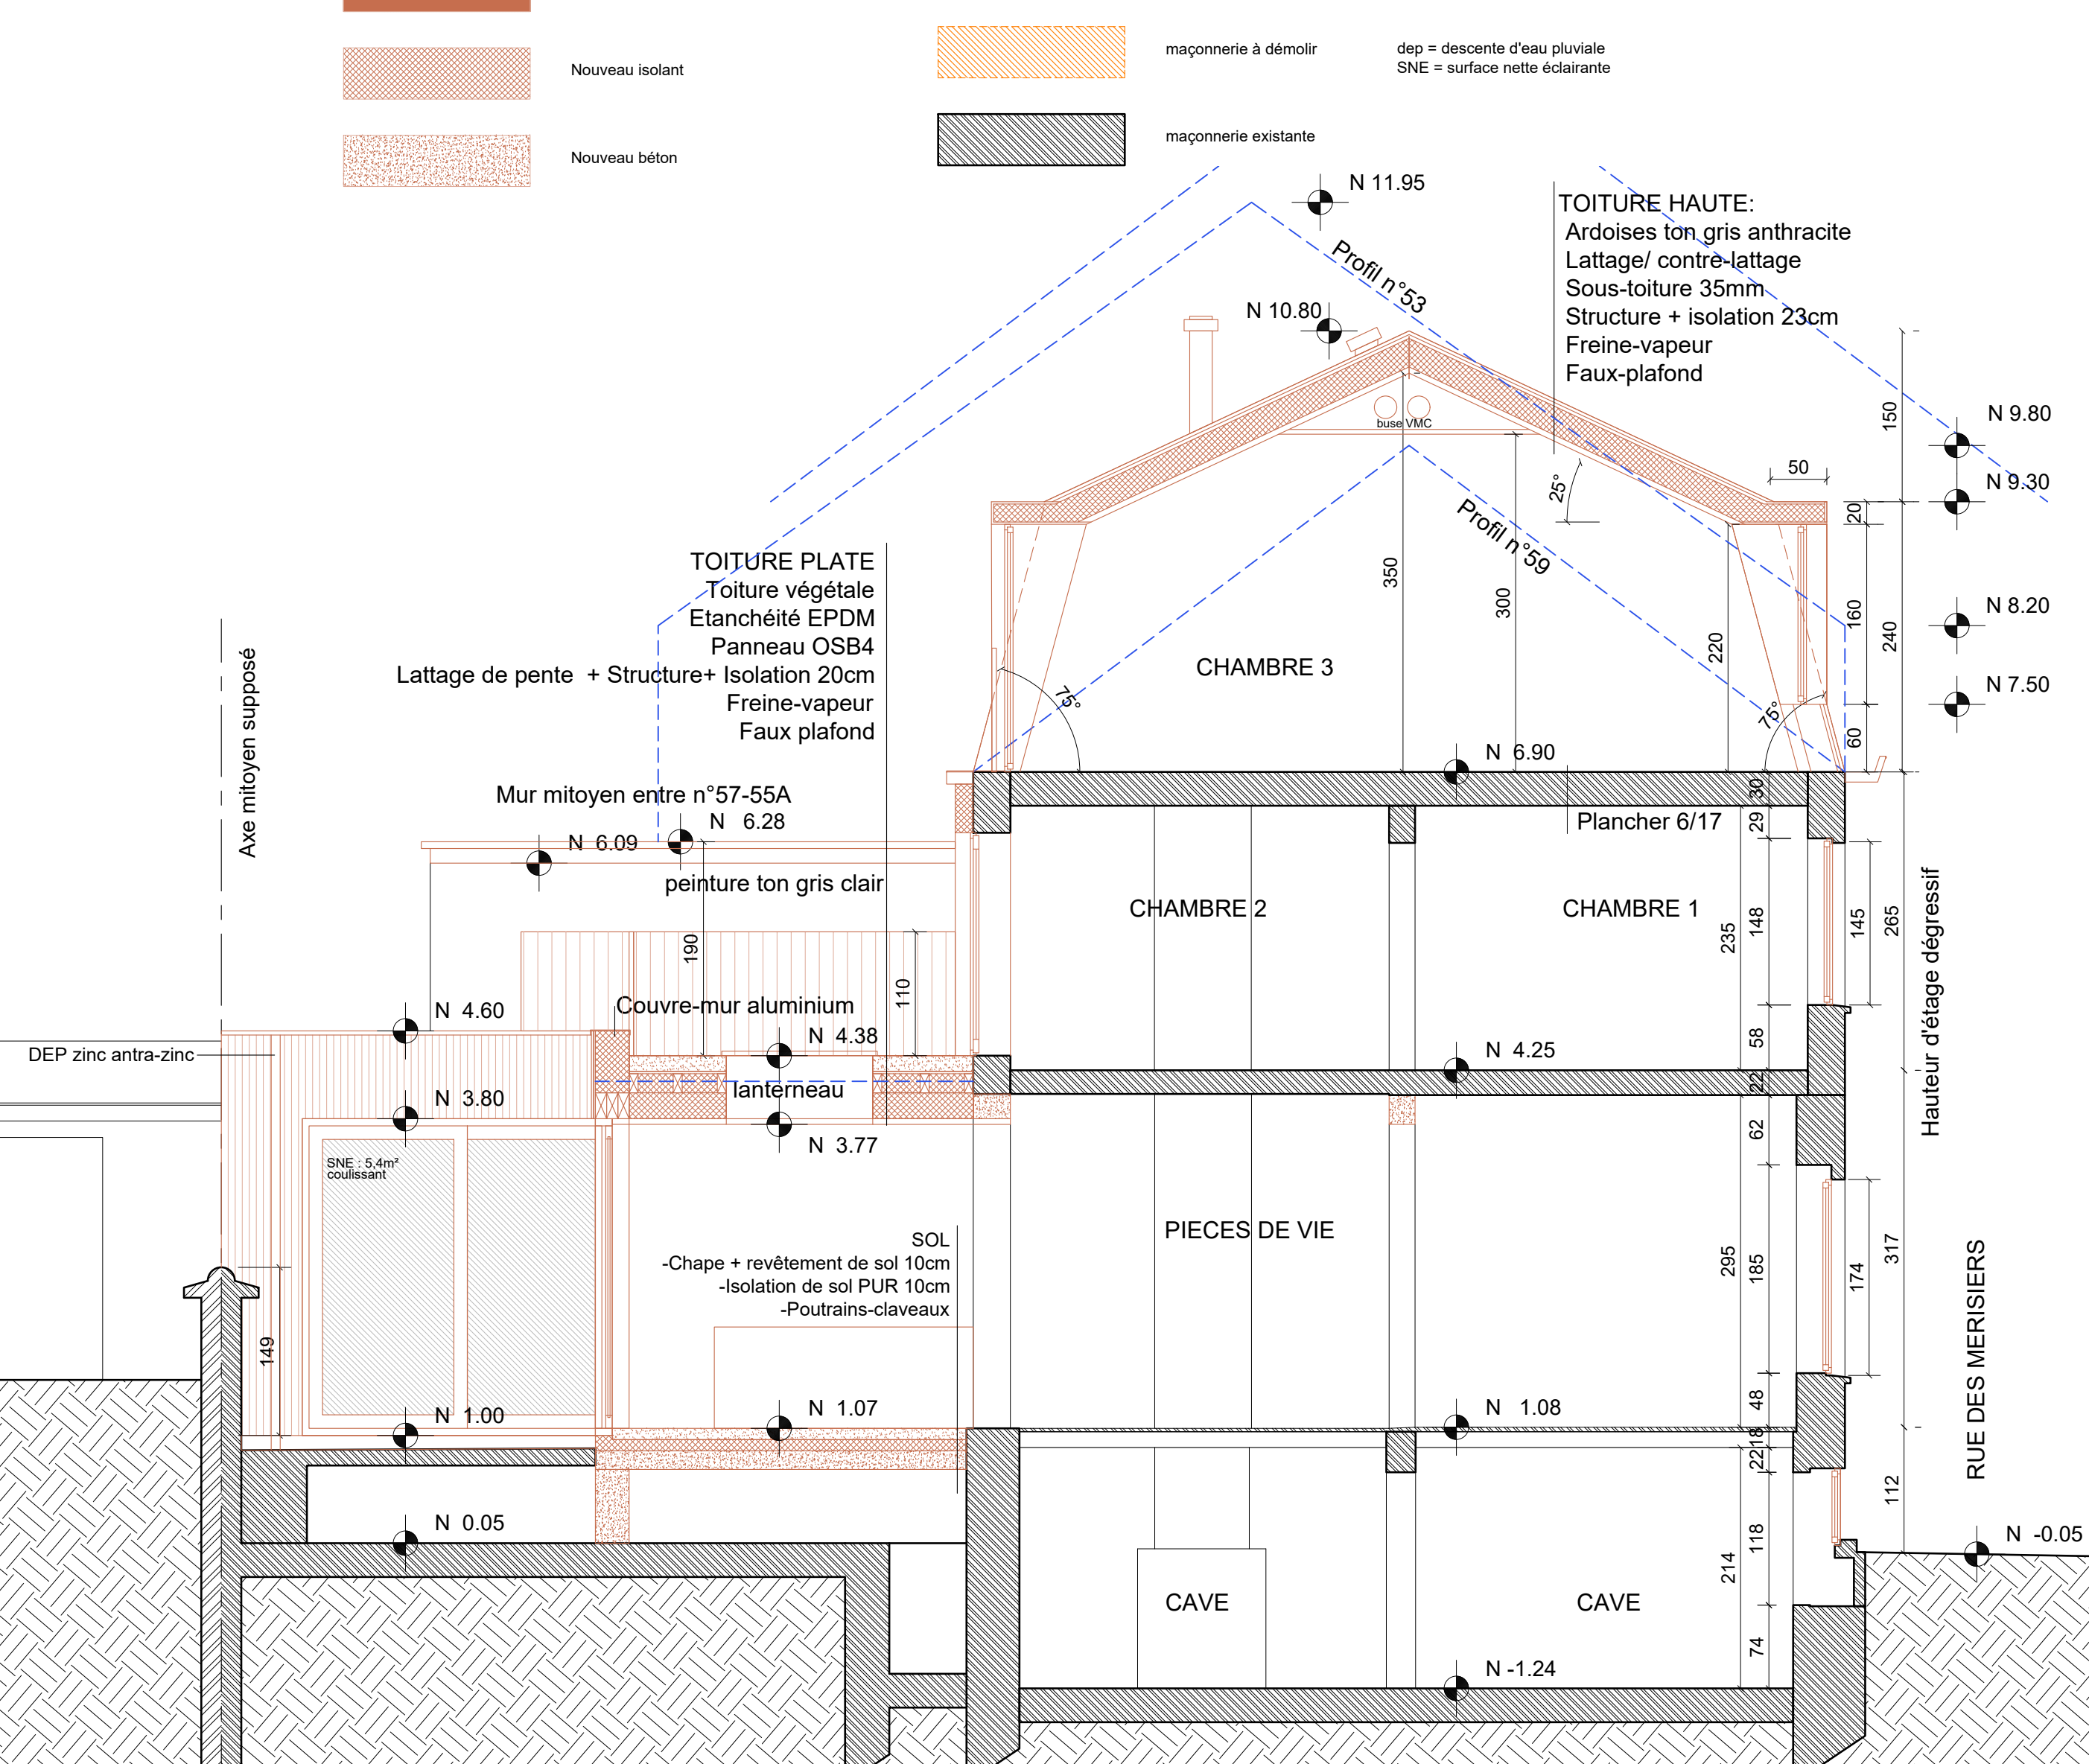 Nouveau isolant
Nouveau béton
maçonnerie à démolir
maçonnerie existante
dep = descente d'eau pluviale
SNE = surface nette éclairante
N 11.95
TOITURE HAUTE:
Ardoises ton gris anthracite
Lattage/ contre-lattage
Sous-toiture 35mm
Structure + isolation 23cm
Freine-vapeur
Faux-plafond
Profil n°53
N 10.80
buse VMC
150
N 9.80
50
N 9.30
25°
20
Profil n°59
TOITURE PLATE
Toiture végétale
Etanchéité EPDM
Panneau OSB4
Lattage de pente + Structure+ Isolation 20cm
Freine-vapeur
Faux plafond
350
300
220
160
240
N 8.20
CHAMBRE 3
N 7.50
75°
75°
60
Axe mitoyen supposé
N 6.90
30
Mur mitoyen entre n°57-55A
N 6.28
N 6.09
Plancher 6/17
29
peinture ton gris clair
CHAMBRE 2
CHAMBRE 1
190
110
235
148
145
265
Hauteur d'étage dégressif
Couvre-mur aluminium
N 4.60
N 4.38
DEP zinc antra-zinc
58
N 4.25
22
lanterneau
N 3.80
N 3.77
62
SNE : 5,4m²
coulissant
PIECES DE VIE
SOL
-Chape + revêtement de sol 10cm
-Isolation de sol PUR 10cm
-Poutrains-claveaux
295
185
174
317
149
RUE DES MERISIERS
N 1.00
N 1.07
N 1.08
48
18
22
112
N 0.05
N -0.05
118
214
CAVE
CAVE
74
N -1.24